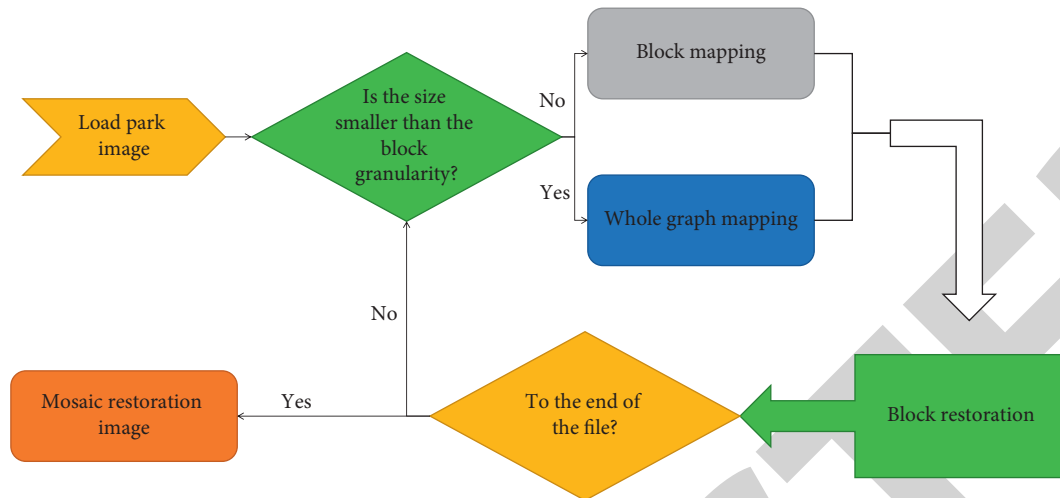 Load park
image
Is the size
smaller than the
block
granularity?
No
Yes
Block mapping
Whole graph mapping
Block restoration
To the end of
the file?
No
Yes
Mosaic restoration
image